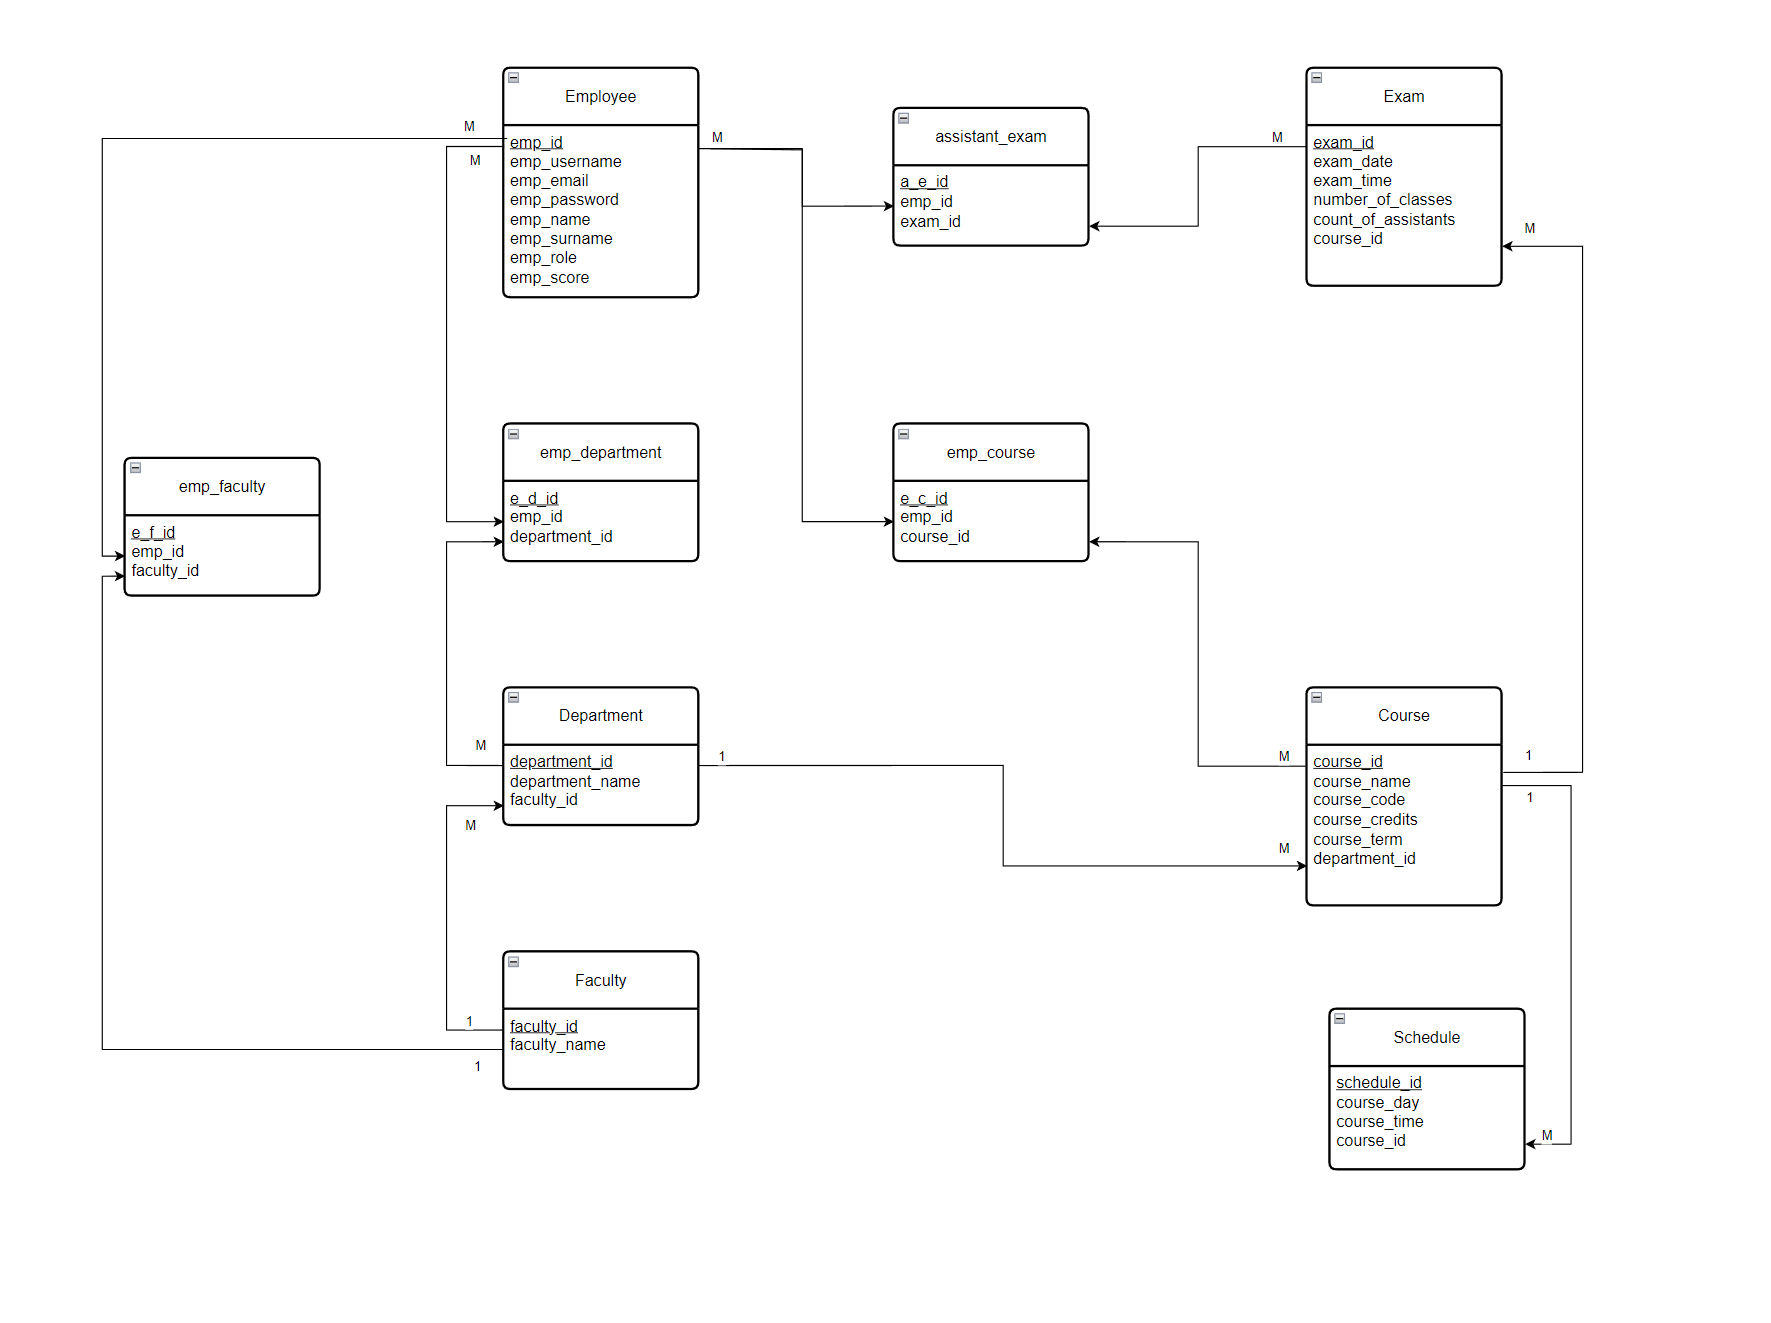 Employee
emp_id
emp_username
emp_email
emp_password
emp_name
emp_surname
emp_role
emp_score
M
M
M
assistant_exam
a_e_id
emp_id
exam_id
M
Exam
exam_id
exam_date
exam_time
number_of_classes
count_of_assistants
course_id
M
emp_faculty
e_f_id
emp_id
faculty_id
emp_department
e_d_id
emp_id
department_id
emp_course
e_c_id
emp_id
course_id
Department
department_id
department_name
faculty_id
M
M
1
Course
course_id
course_name
course_code
course_credits
course_term
department_id
M
M
1
1
Faculty
faculty_id
faculty_name
1
1
Schedule
schedule_id
course_day
course_time
course_id
M